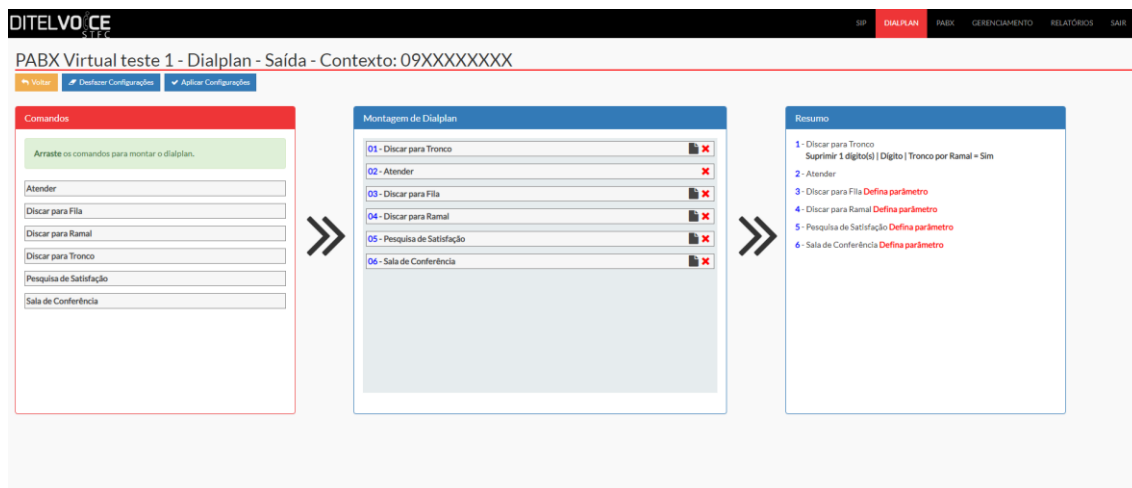 DITELVOICE
STFC
SIP DIALPLAN PABX GERENCIAMENTO RELATÓRIOS SAIR
PABX Virtual teste 1 - Dialplan - Saída - Contexto: 09XXXXXXXX
Voltar Desfazer Configurações Aplicar Configurações
Comandos
Arraste os comandos para montar o dialplan.
Atender
Discar para Fila
Discar para Ramal
Discar para Tronco
Pesquisa de Satisfação
Sala de Conferência
Montagem de Dialplan
01 - Discar para Tronco
02 - Atender
03 - Discar para Fila
04 - Discar para Ramal
05 - Pesquisa de Satisfação
06 - Sala de Conferência
Resumo
1 - Discar para Tronco
Suprimir 1 dígito(s) | Dígito | Tronco por Ramal = Sim
2 - Atender
3 - Discar para Fila Defina parâmetro
4 - Discar para Ramal Defina parâmetro
5 - Pesquisa de Satisfação Defina parâmetro
6 - Sala de Conferência Defina parâmetro